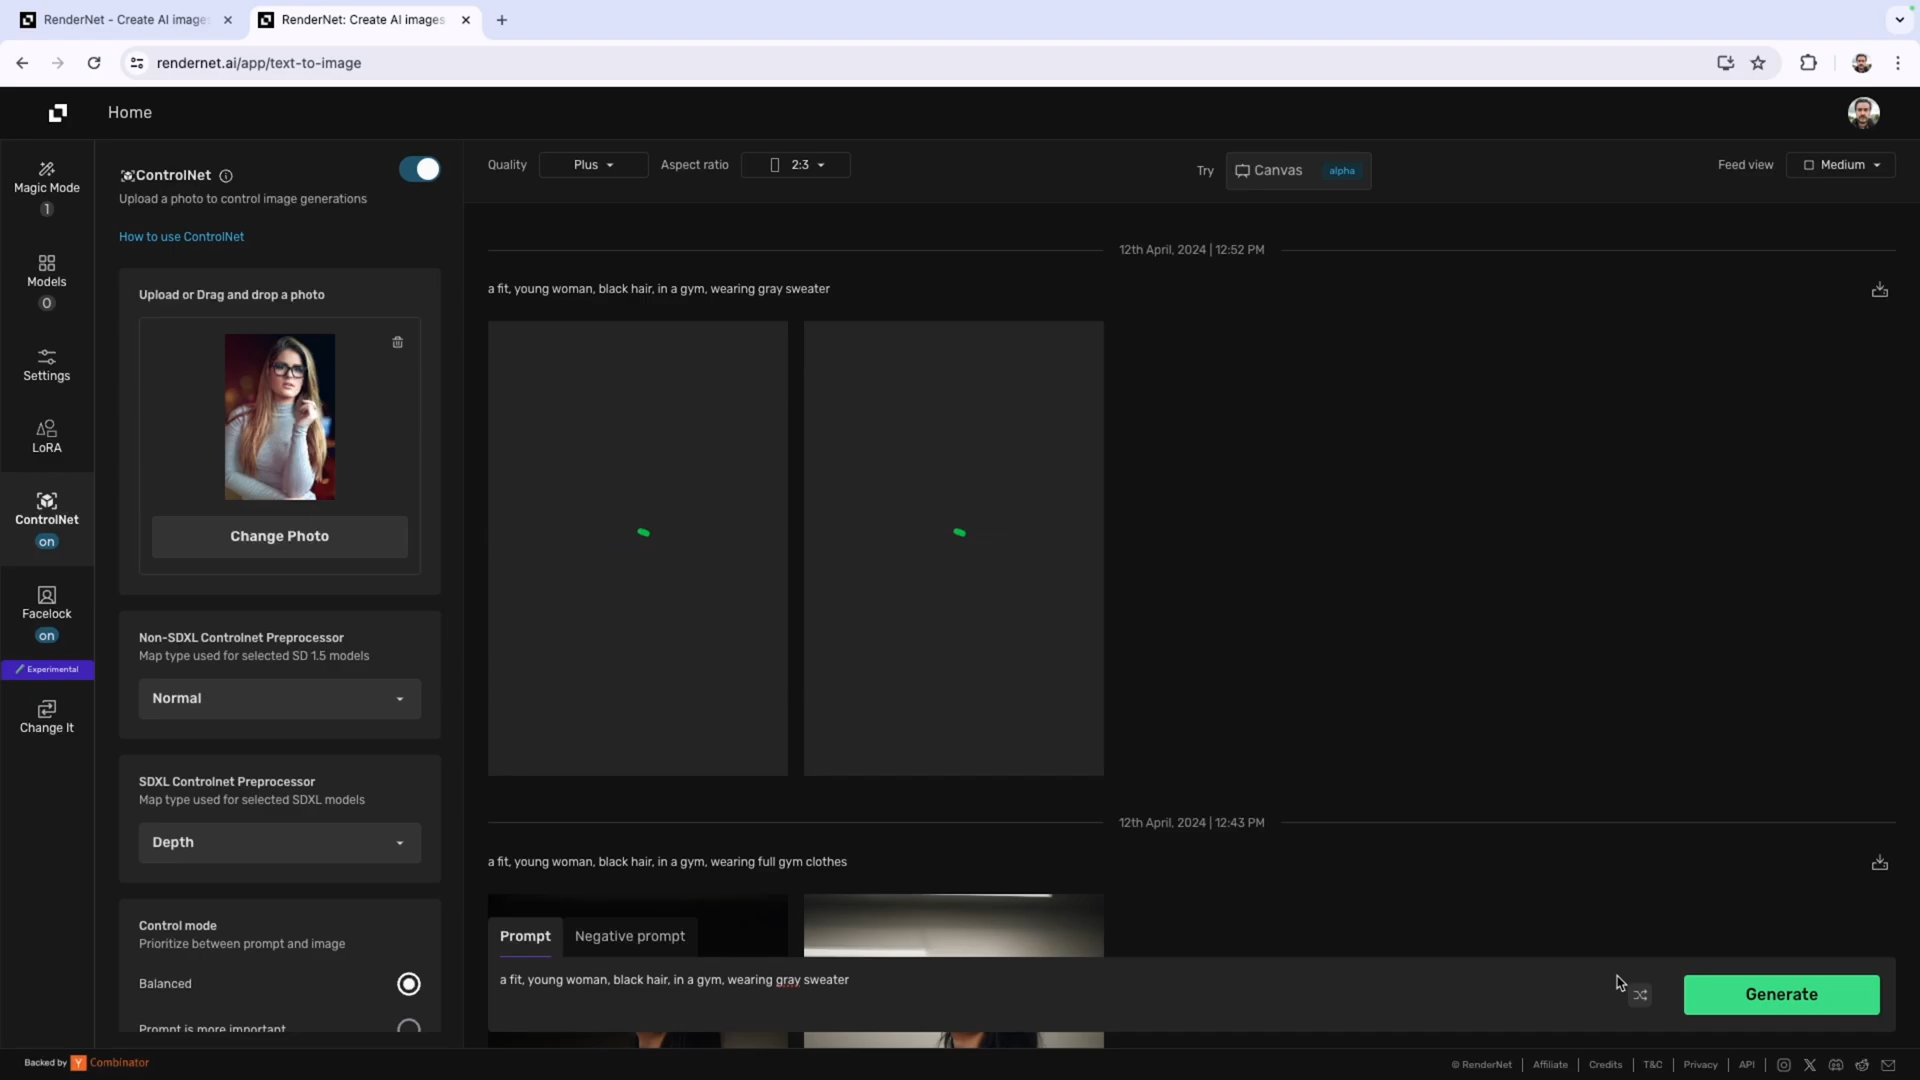 RenderNet - Create AI images
RenderNet: Create AI images
rendernet.ai/app/text-to-image
Home
Magic Mode
1
Models
0
Settings
LoRA
ControlNet
on
Facelock
on
Experimental
Change It
ControlNet
Upload a photo to control image generations
How to use ControlNet
Upload or Drag and drop a photo
Change Photo
Non-SDXL Controlnet Preprocessor
Map type used for selected SD 1.5 models
Normal
SDXL Controlnet Preprocessor
Map type used for selected SDXL models
Depth
Control mode
Prioritize between prompt and image
Balanced
Prompt is more important
Quality Plus Aspect ratio 2:3 Try Canvas alpha Feed view Medium
12th April, 2024 | 12:52 PM
a fit, young woman, black hair, in a gym, wearing gray sweater
12th April, 2024 | 12:43 PM
a fit, young woman, black hair, in a gym, wearing full gym clothes
Prompt Negative prompt
a fit, young woman, black hair, in a gym, wearing gray sweater
Generate
Backed by Y Combinator
© RenderNet | Affiliate | Credits | T&C | Privacy | API